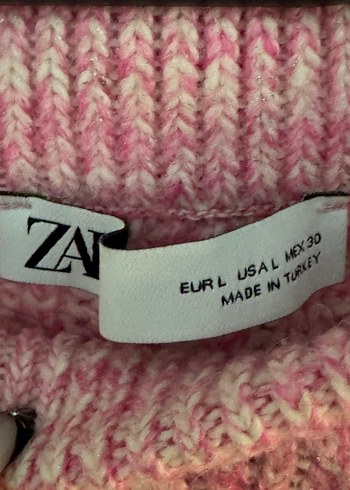 ZA
EUR L USA L MEX 30
MADE IN TURKEY